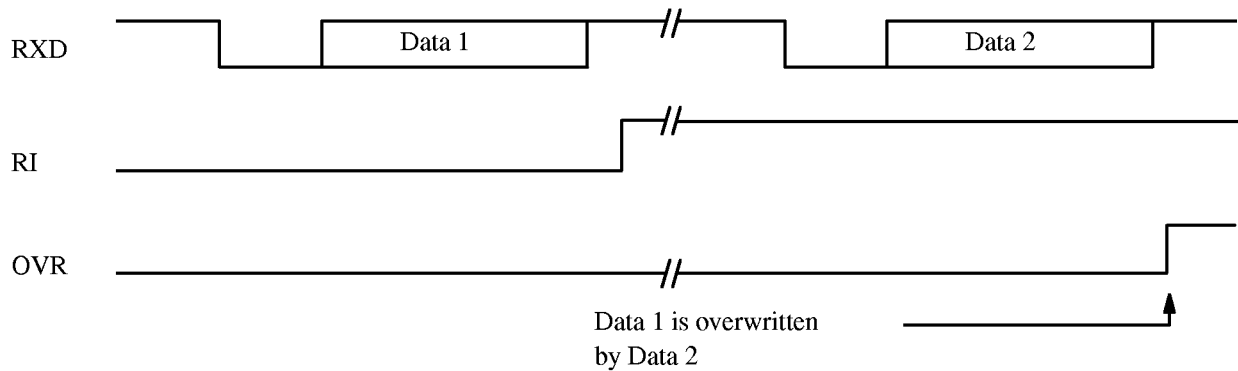 RXD
Data 1
Data 2
RI
OVR
Data 1 is overwritten
by Data 2